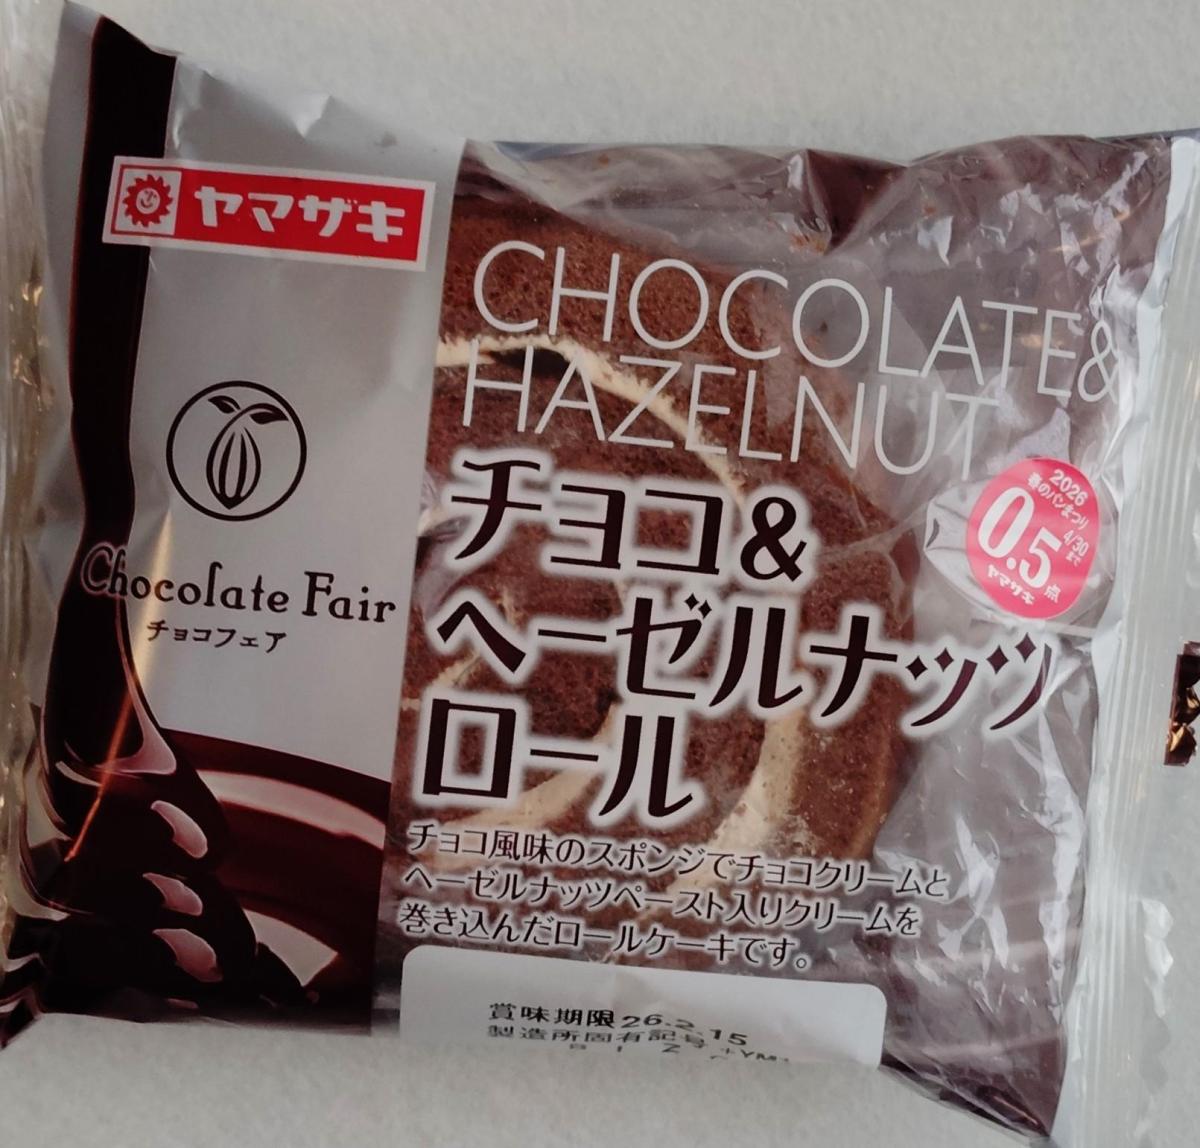 ヤマザキ
CHOCOLATE&
HAZELNUT
Chocolate Fair
チョコフェア
チョコ&
ヘーゼルナッツ
ロール
2026
春のパンまつり
0.5点
4/30まで
ヤマザキ
チョコ風味のスポンジでチョコクリームと
ヘーゼルナッツペースト入りクリームを
巻き込んだロールケーキです。
賞味期限 26.2.15
製造所固有記号 +YM